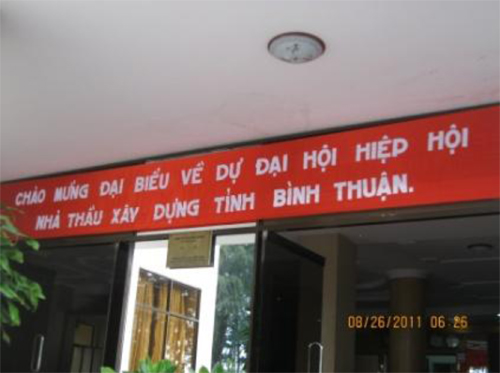 CHÀO MỪNG ĐẠI BIỂU VỀ DỰ ĐẠI HỘI HIỆP HỘI
NHÀ THẦU XÂY DỰNG TỈNH BÌNH THUẬN.
08/26/2011 06:26